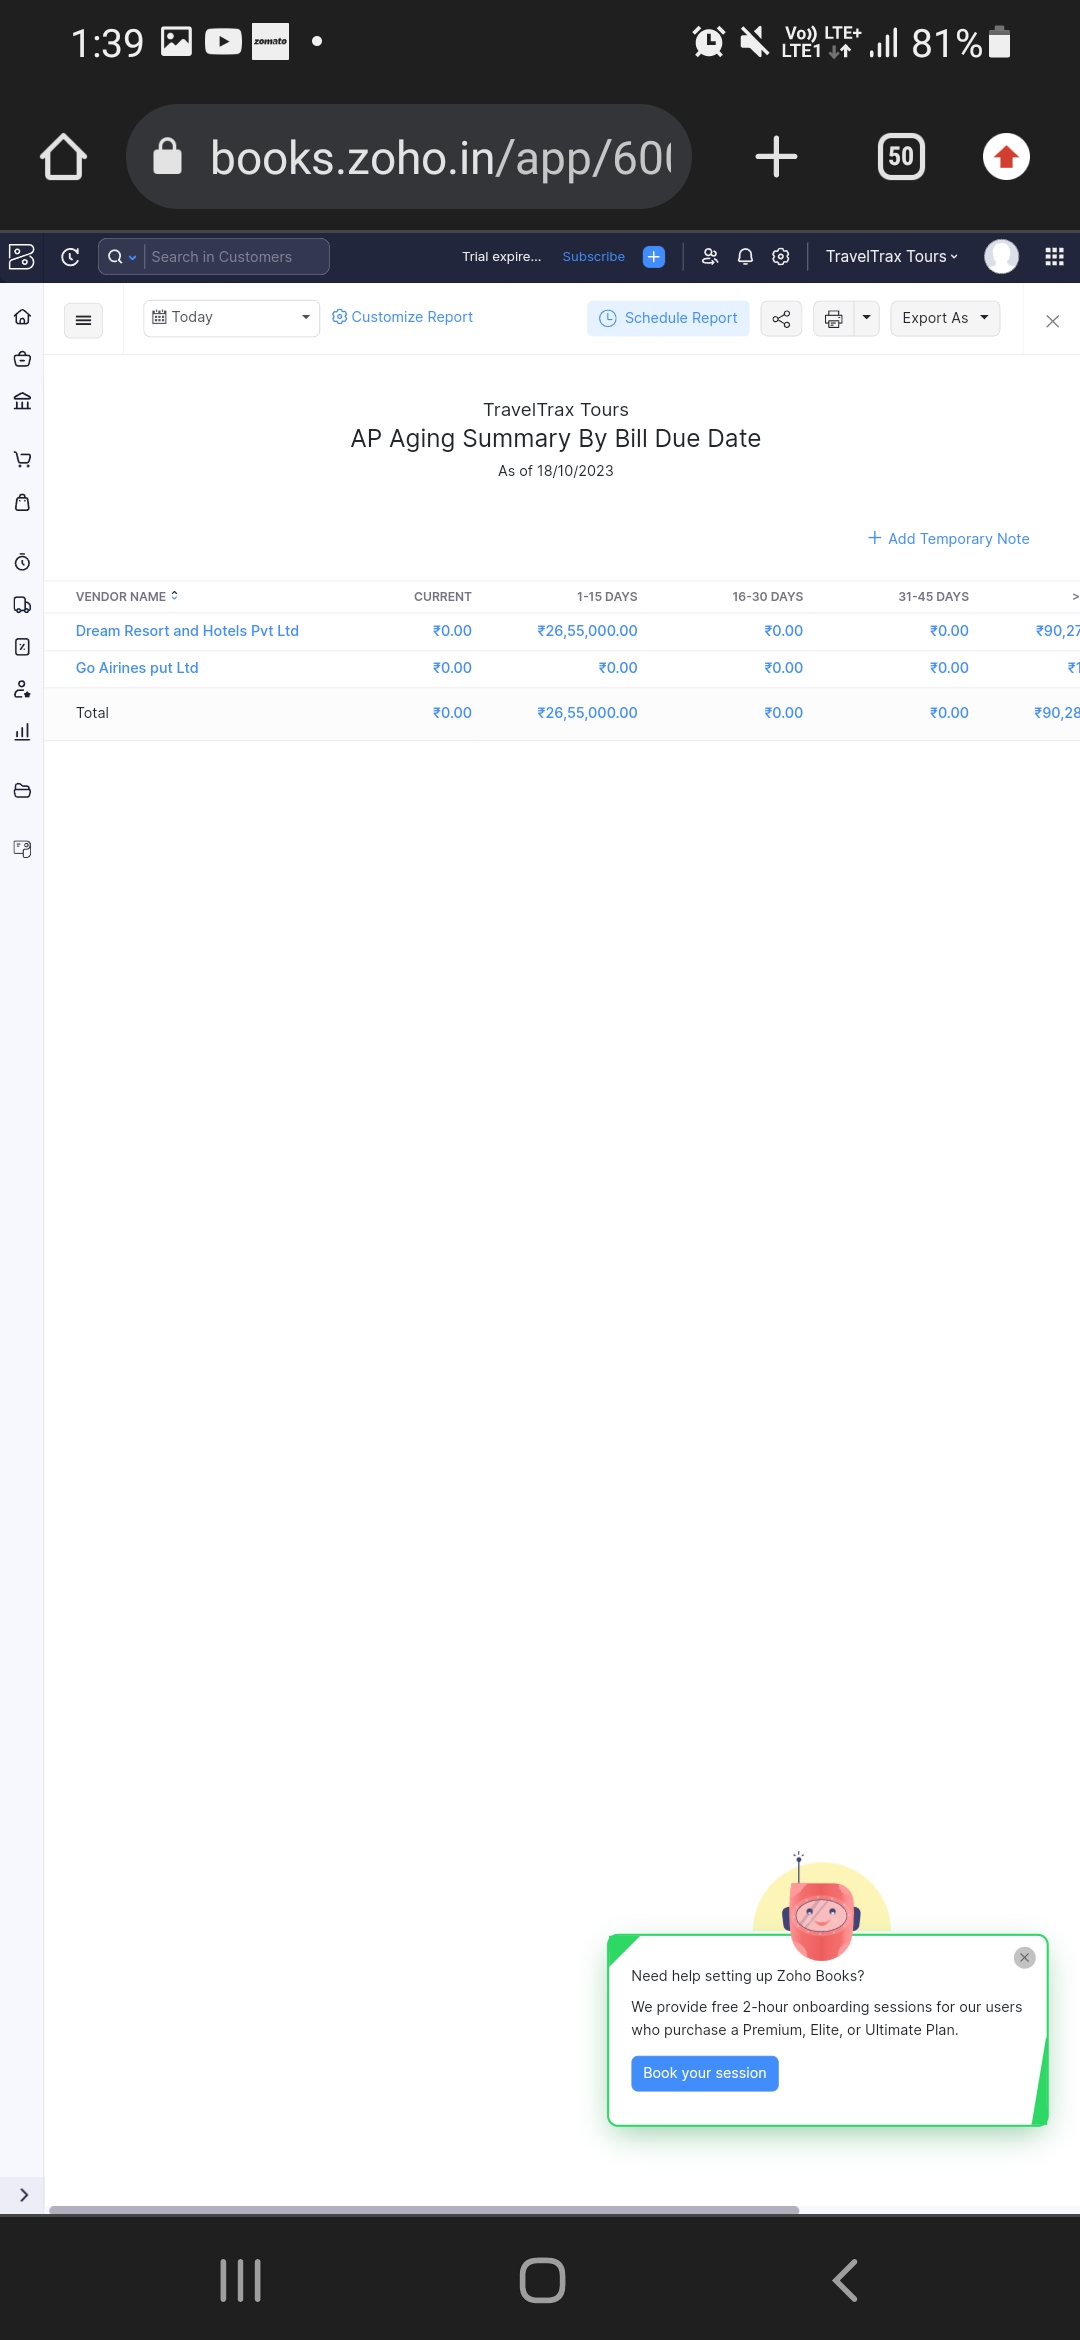 1:39 zomato Vo)) LTE+ LTE1 81%
books.zoho.in/app/60
50
Search in Customers Trial expire... Subscribe TravelTrax Tours
Today Customize Report Schedule Report Export As
TravelTrax Tours
AP Aging Summary By Bill Due Date
As of 18/10/2023
+ Add Temporary Note
VENDOR NAME CURRENT 1-15 DAYS 16-30 DAYS 31-45 DAYS >
Dream Resort and Hotels Pvt Ltd ₹0.00 ₹26,55,000.00 ₹0.00 ₹0.00 ₹90,27
Go Airines put Ltd ₹0.00 ₹0.00 ₹0.00 ₹0.00 ₹1
Total ₹0.00 ₹26,55,000.00 ₹0.00 ₹0.00 ₹90,28
Need help setting up Zoho Books?
We provide free 2-hour onboarding sessions for our users
who purchase a Premium, Elite, or Ultimate Plan.
Book your session